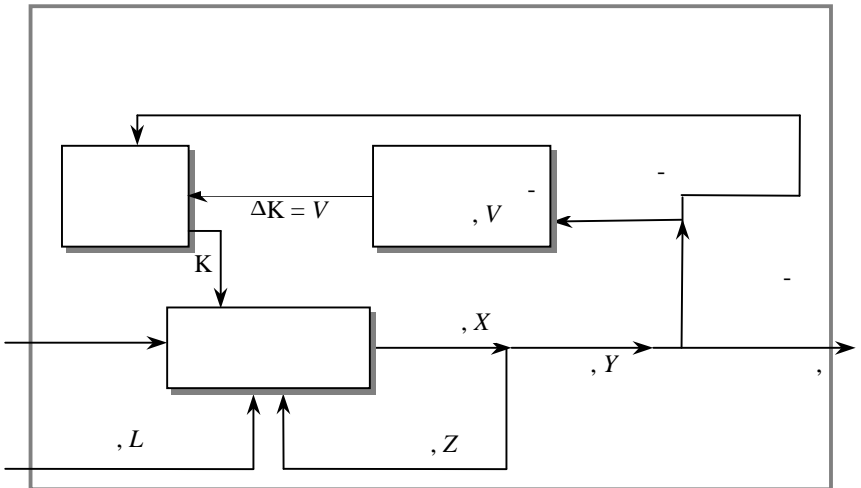 -
-
, V
ΔK = V
K
-
, X
, Y
,
, L
, Z